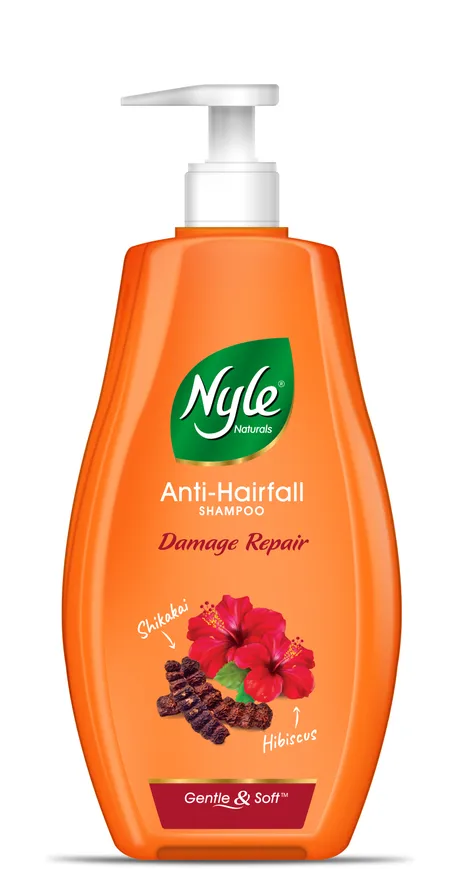 Nyle®
Naturals
Anti-Hairfall
SHAMPOO
Damage Repair
Shikakai
Hibiscus
Gentle & Soft™